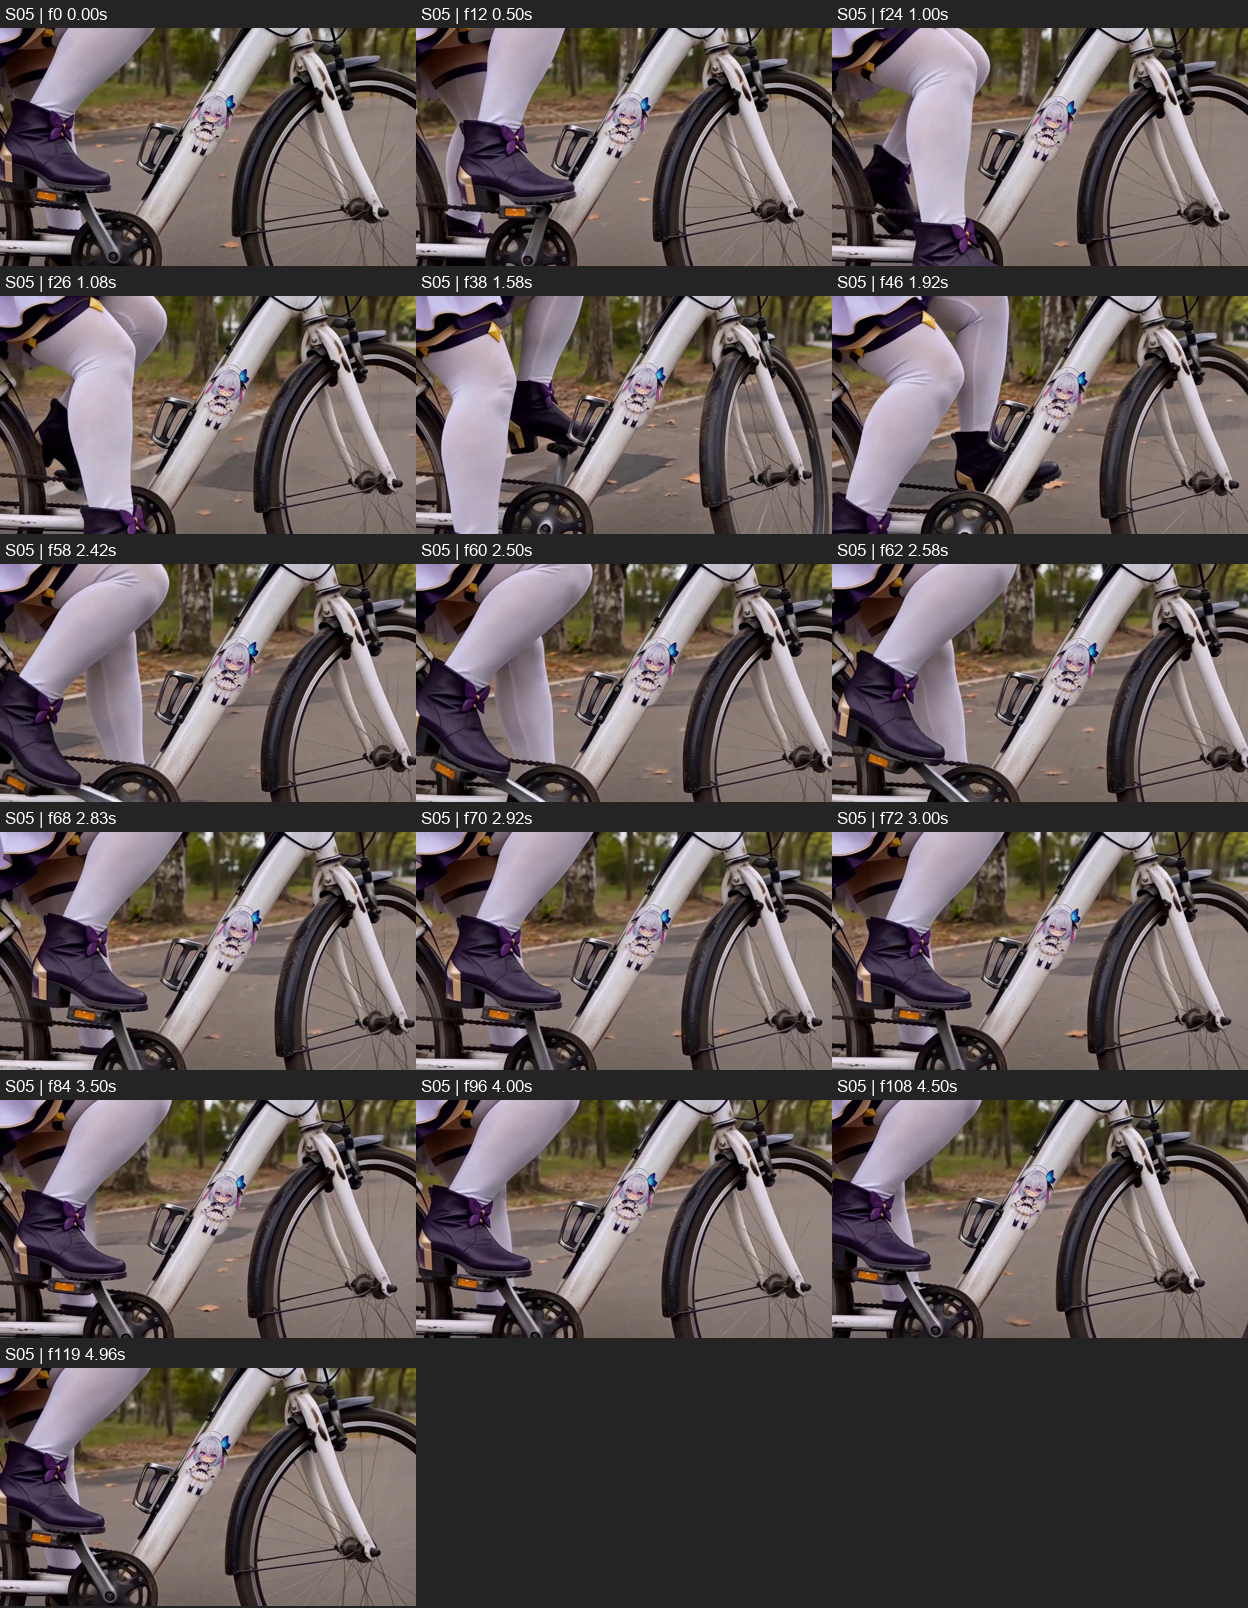 S05 | f0 0.00s
S05 | f12 0.50s
S05 | f24 1.00s
S05 | f26 1.08s
S05 | f38 1.58s
S05 | f46 1.92s
S05 | f58 2.42s
S05 | f60 2.50s
S05 | f62 2.58s
S05 | f68 2.83s
S05 | f70 2.92s
S05 | f72 3.00s
S05 | f84 3.50s
S05 | f96 4.00s
S05 | f108 4.50s
S05 | f119 4.96s